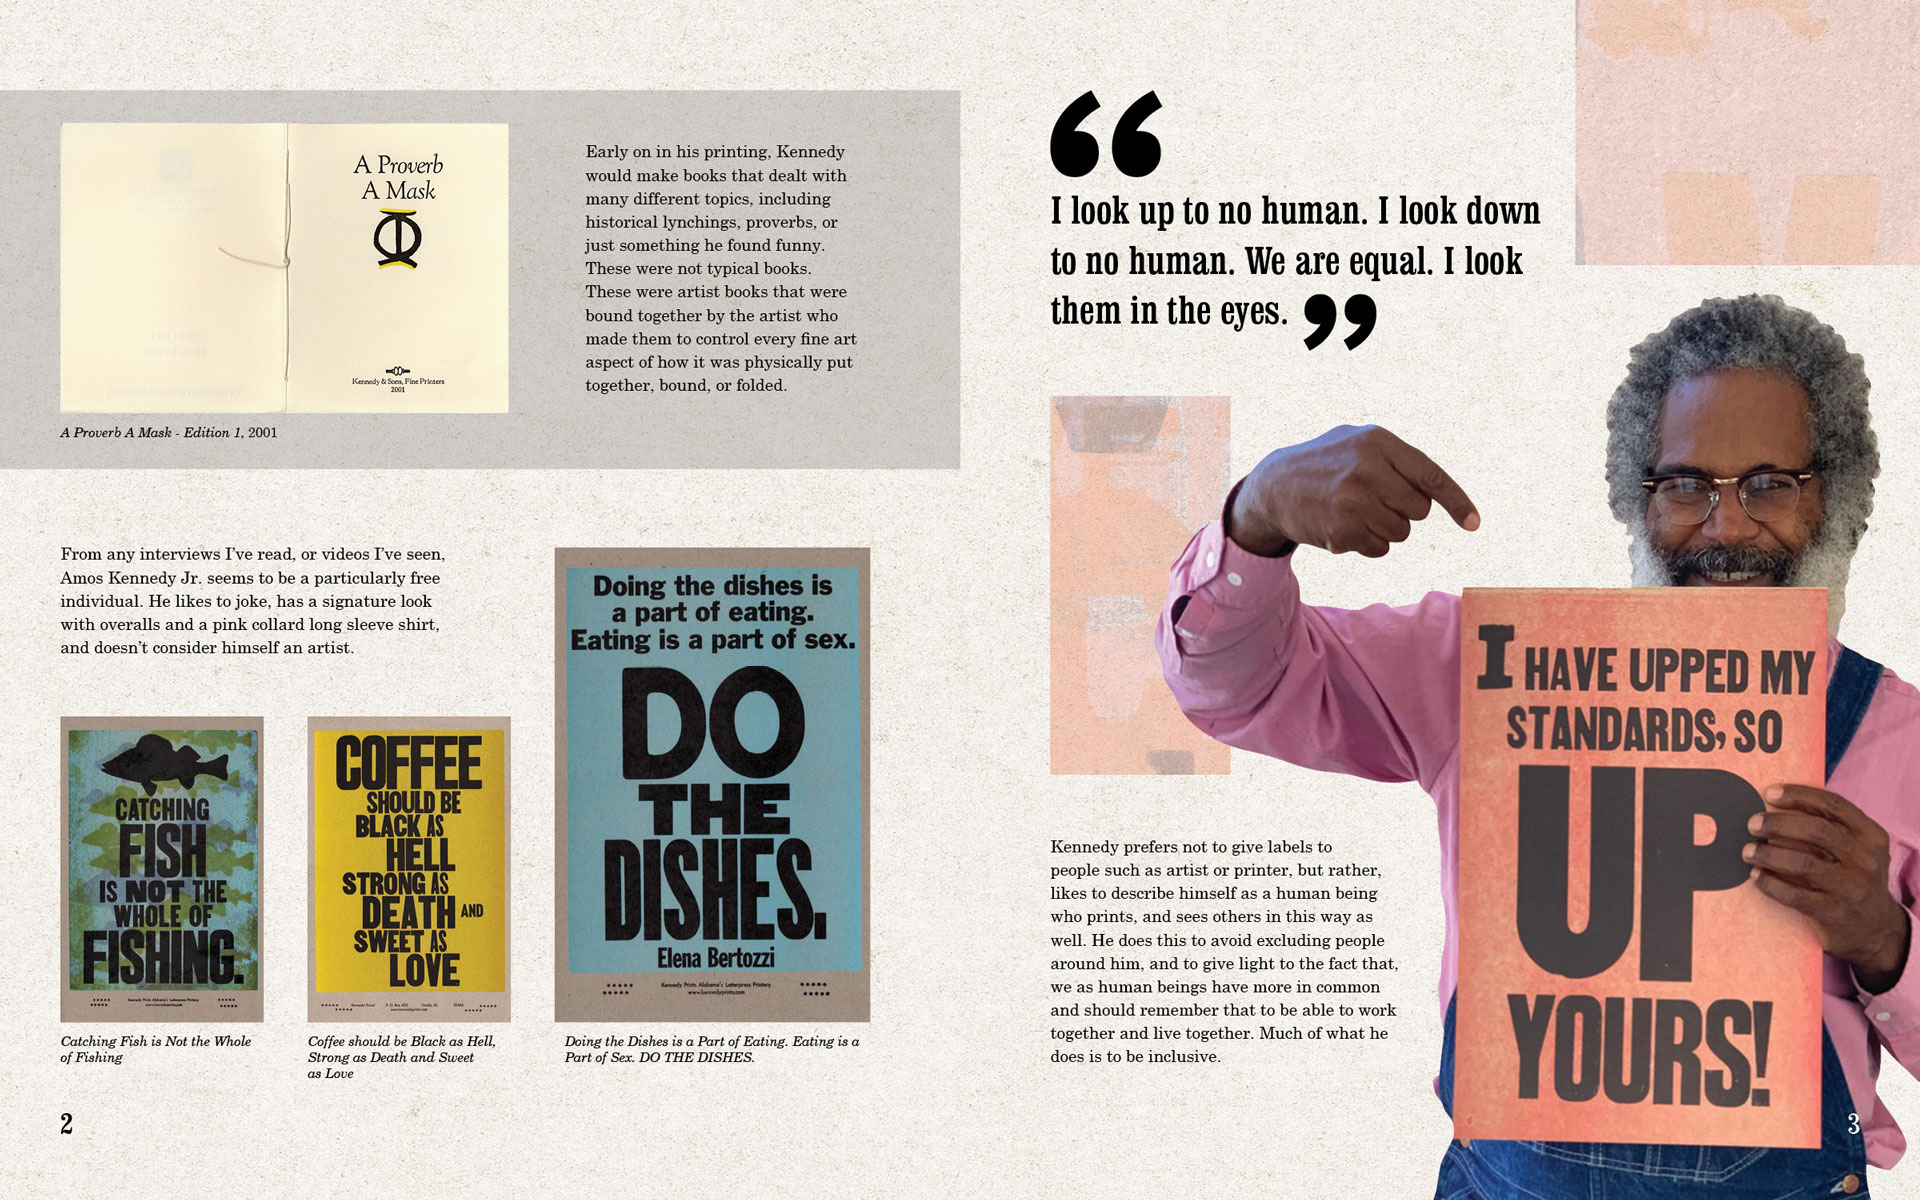 A Proverb
A Mask
Kennedy & Sons, Fine Printers
2001
A Proverb A Mask - Edition 1, 2001
Early on in his printing, Kennedy
would make books that dealt with
many different topics, including
historical lynchings, proverbs, or
just something he found funny.
These were not typical books.
These were artist books that were
bound together by the artist who
made them to control every fine art
aspect of how it was physically put
together, bound, or folded.
From any interviews I've read, or videos I've seen,
Amos Kennedy Jr. seems to be a particularly free
individual. He likes to joke, has a signature look
with overalls and a pink collard long sleeve shirt,
and doesn't consider himself an artist.
CATCHING
FISH
IS NOT THE
WHOLE OF
FISHING.
Kennedy Prints Alabama's Letterpress Printery
www.kennedyprints.com
Catching Fish is Not the Whole
of Fishing
COFFEE
SHOULD BE
BLACK AS
HELL
STRONG AS
DEATH AND
SWEET AS
LOVE
Coffee should be Black as Hell,
Strong as Death and Sweet
as Love
Doing the dishes is
a part of eating.
Eating is a part of sex.
DO
THE
DISHES.
Elena Bertozzi
Kennedy Prints Alabama's Letterpress Printery
www.kennedyprints.com
Doing the Dishes is a Part of Eating. Eating is a
Part of Sex. DO THE DISHES.
2
“
I look up to no human. I look down
to no human. We are equal. I look
them in the eyes. ”
I HAVE UPPED MY
STANDARDS, SO
UP
YOURS!
Kennedy prefers not to give labels to
people such as artist or printer, but rather,
likes to describe himself as a human being
who prints, and sees others in this way as
well. He does this to avoid excluding people
around him, and to give light to the fact that,
we as human beings have more in common
and should remember that to be able to work
together and live together. Much of what he
does is to be inclusive.
3